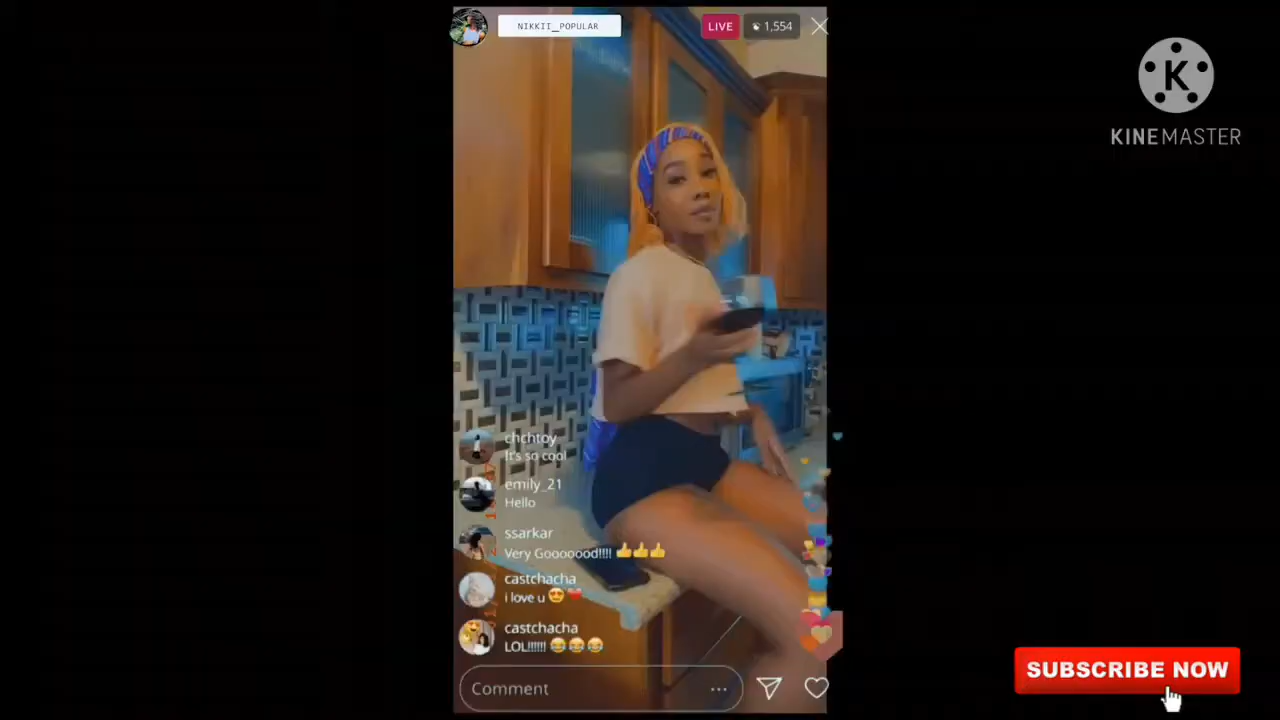 NIKKII_POPULAR
LIVE
1,554
K
KINEMASTER
chchtoy
It's so cool
emily_21
Hello
ssarkar
Very Gooooood!!!! 👍👍👍
castchacha
i love u 😍❤️
castchacha
LOL!!!!!! 😂😂😂
Comment
SUBSCRIBE NOW